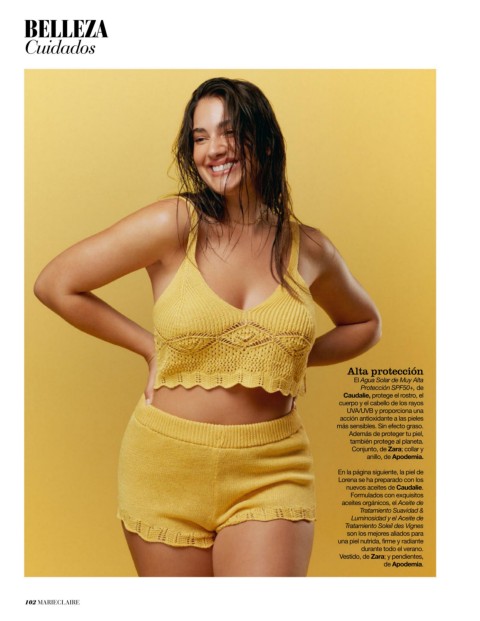 BELLEZA
Cuidados
Alta protección
El Agua Solar de Muy Alta
Protección SPF50+, de
Caudalie, protege el rostro, el
cuerpo y el cabello de los rayos
UVA/UVB y proporciona una
acción antioxidante a las pieles
más sensibles. Sin efecto graso.
Además de proteger tu piel,
también protege al planeta.
Conjunto, de Zara; collar y
anillo, de Apodemia.
En la página siguiente, la piel de
Lorena se ha preparado con los
nuevos aceites de Caudalie.
Formulados con exquisitos
aceites orgánicos, el Aceite de
Tratamiento Suavidad &
Luminosidad y el Aceite de
Tratamiento Soleil des Vignes
son los mejores aliados para
una piel nutrida, firme y radiante
durante todo el verano.
Vestido, de Zara; y pendientes,
de Apodemia.
102 MARIECLAIRE